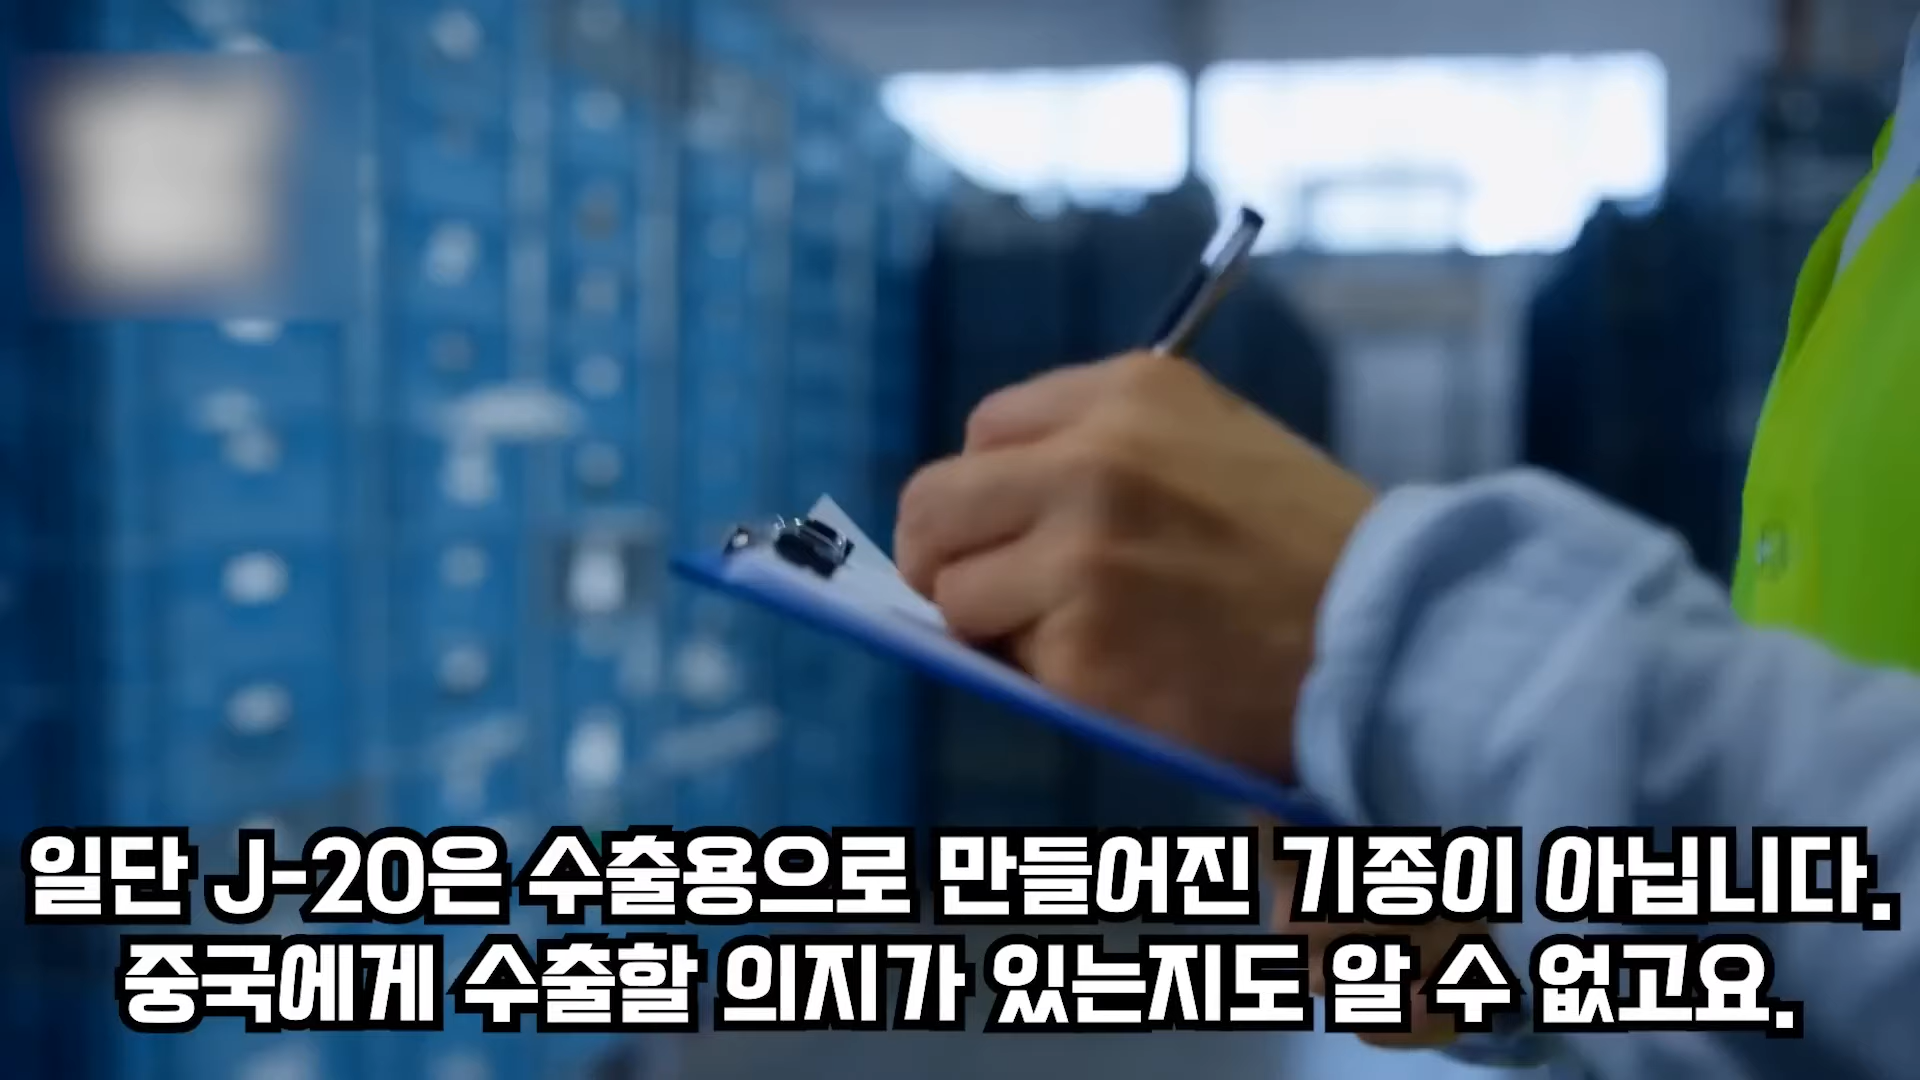 일단 J-20은 수출용으로 만들어진 기종이 아닙니다.
중국에게 수출할 의지가 있는지도 알 수 없고요.